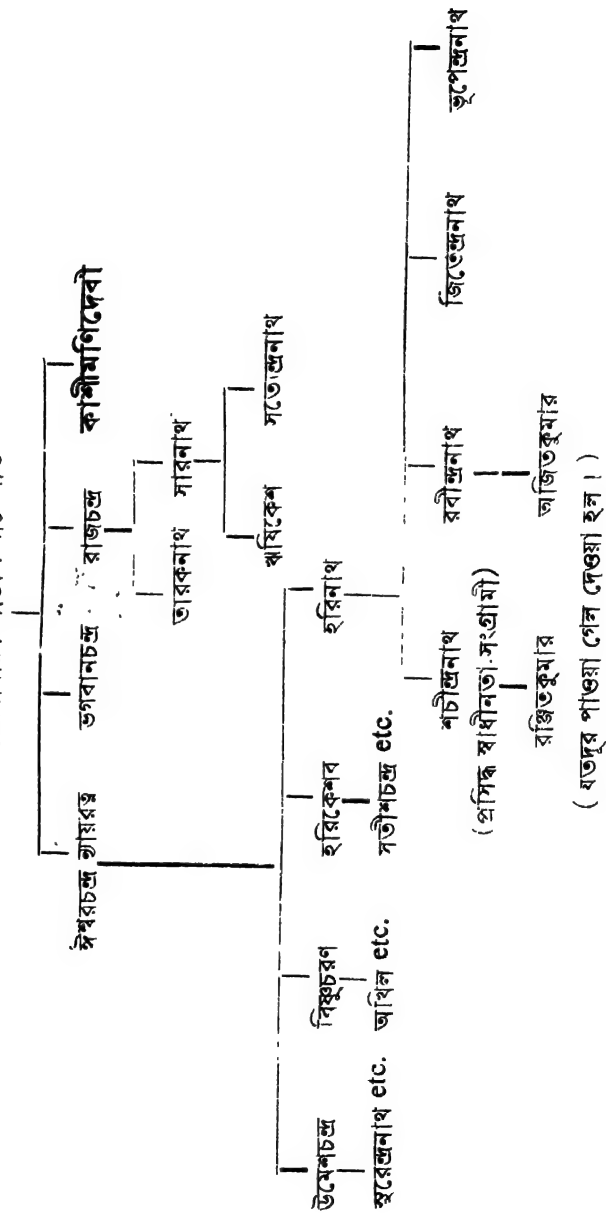 ঈশ্বরচন্দ্র ন্যায়রত্ন ভগবানচন্দ্র রাজচন্দ্র কাশীমণিদেবী
তারকনাথ সারনাথ
ঋষিকেশ সতেন্দ্রনাথ
উমেশচন্দ্র বিষ্ণুচরণ হরিকেশব হরিনাথ
সুরেন্দ্রনাথ etc. অখিল etc. সতীশচন্দ্র etc.
শচীন্দ্রনাথ রবীন্দ্রনাথ জিতেন্দ্রনাথ ভূপেন্দ্রনাথ
(প্রসিদ্ধ স্বাধীনতা-সংগ্রামী)
রঞ্জিতকুমার অজিতকুমার
( যতদূর পাওয়া গেল দেওয়া হল। )